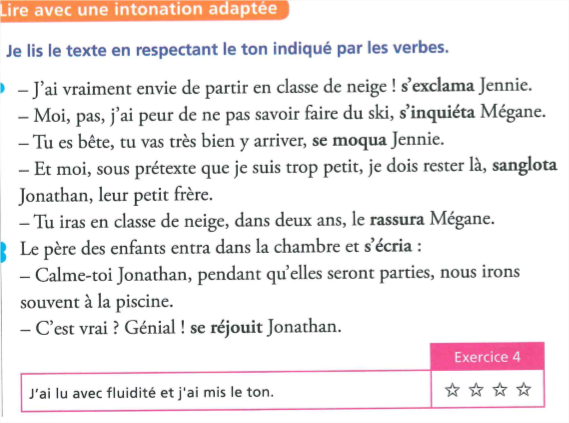 Lire avec une intonation adaptée
Je lis le texte en respectant le ton indiqué par les verbes.
– J'ai vraiment envie de partir en classe de neige ! s'exclama Jennie.
– Moi, pas, j'ai peur de ne pas savoir faire du ski, s'inquiéta Mégane.
– Tu es bête, tu vas très bien y arriver, se moqua Jennie.
– Et moi, sous prétexte que je suis trop petit, je dois rester là, sanglota
Jonathan, leur petit frère.
– Tu iras en classe de neige, dans deux ans, le rassura Mégane.
Le père des enfants entra dans la chambre et s'écria :
– Calme-toi Jonathan, pendant qu'elles seront parties, nous irons
souvent à la piscine.
– C'est vrai ? Génial ! se réjouit Jonathan.
Exercice 4
J'ai lu avec fluidité et j'ai mis le ton.